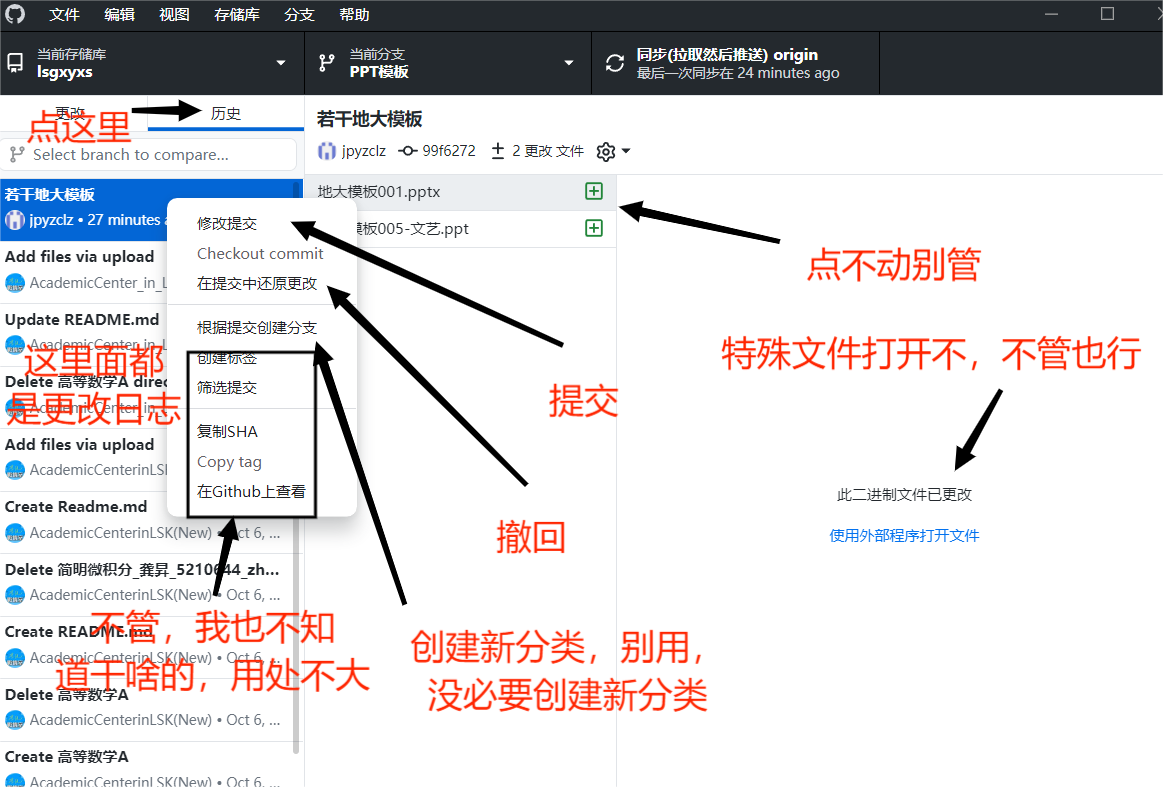 文件 编辑 视图 存储库 分支 帮助
当前存储库
lsgxyxs
当前分支
PPT模板
同步(拉取然后推送) origin
最后一次同步在 24 minutes ago
更改
历史
点这里
Select branch to compare...
若干地大模板
jpyzclz • 27 minutes
Add files via upload
AcademicCenter_in_L
Update README.md
AcademicCenter_in_
这里面都
是更改日志
Delete 高等数学A direc
AcademicCenter_in_
Add files via upload
AcademicCenterinLSK
Create Readme.md
AcademicCenterinLSK(New) • Oct 6, ...
Delete 简明微积分_龚昇_5210644_zh...
AcademicCenterinLSK(New) • Oct 6, ...
Create README.md
AcademicCenterinLSK(New) • Oct 6, ...
不管，我也不知
道干啥的，用处不大
Delete 高等数学A
AcademicCenterinLSK(New) • Oct 6, ...
Create 高等数学A
AcademicCenterinLSK(New) • Oct 6, ...
修改提交
Checkout commit
在提交中还原更改
根据提交创建分支
创建标签
筛选提交
复制SHA
Copy tag
在Github上查看
若干地大模板
jpyzclz 99f6272 2 更改 文件
地大模板001.pptx
模板005-文艺.ppt
点不动别管
特殊文件打开不，不管也行
提交
撤回
创建新分类，别用，
没必要创建新分类
此二进制文件已更改
使用外部程序打开文件